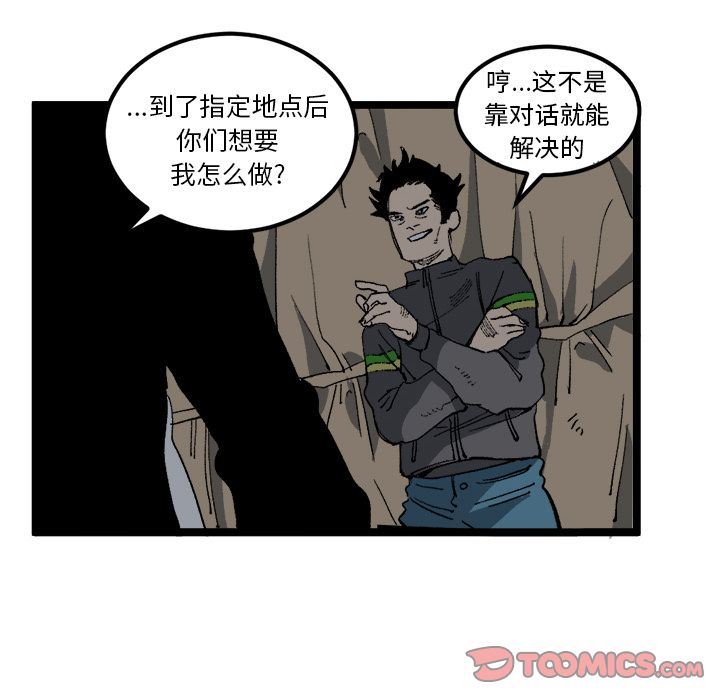 ...到了指定地点后
你们想要
我怎么做?
哼...这不是
靠对话就能
解决的
TOOMICS.com